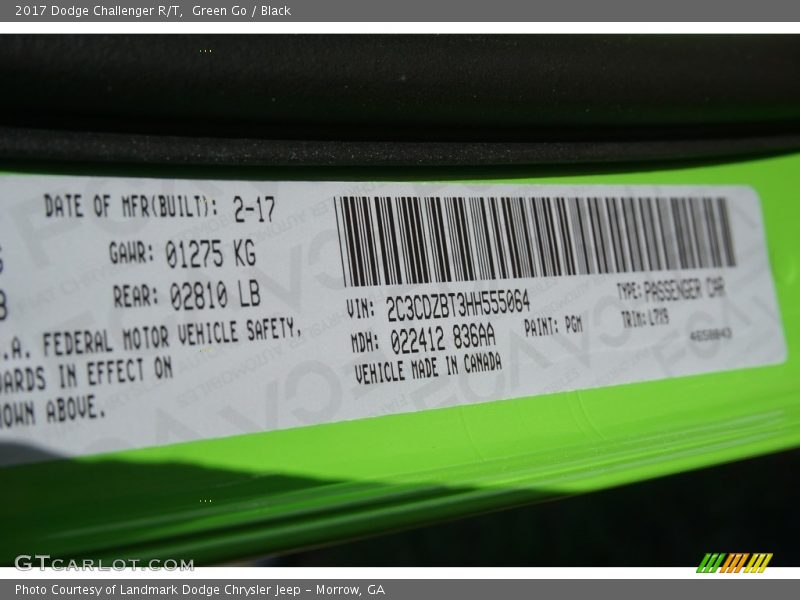 2017 Dodge Challenger R/T, Green Go / Black
DATE OF MFR(BUILT): 2-17
GAWR: 01275 KG
REAR: 02810 LB
.A. FEDERAL MOTOR VEHICLE SAFETY,
ARDS IN EFFECT ON
OWN ABOVE.
VIN: 2C3CDZBT3HH555064
TYPE: PASSENGER CAR
MDH: 022412 836AA
PAINT: PGM
TRIM: L7X9
VEHICLE MADE IN CANADA
GTCARLOT.COM
Photo Courtesy of Landmark Dodge Chrysler Jeep – Morrow, GA